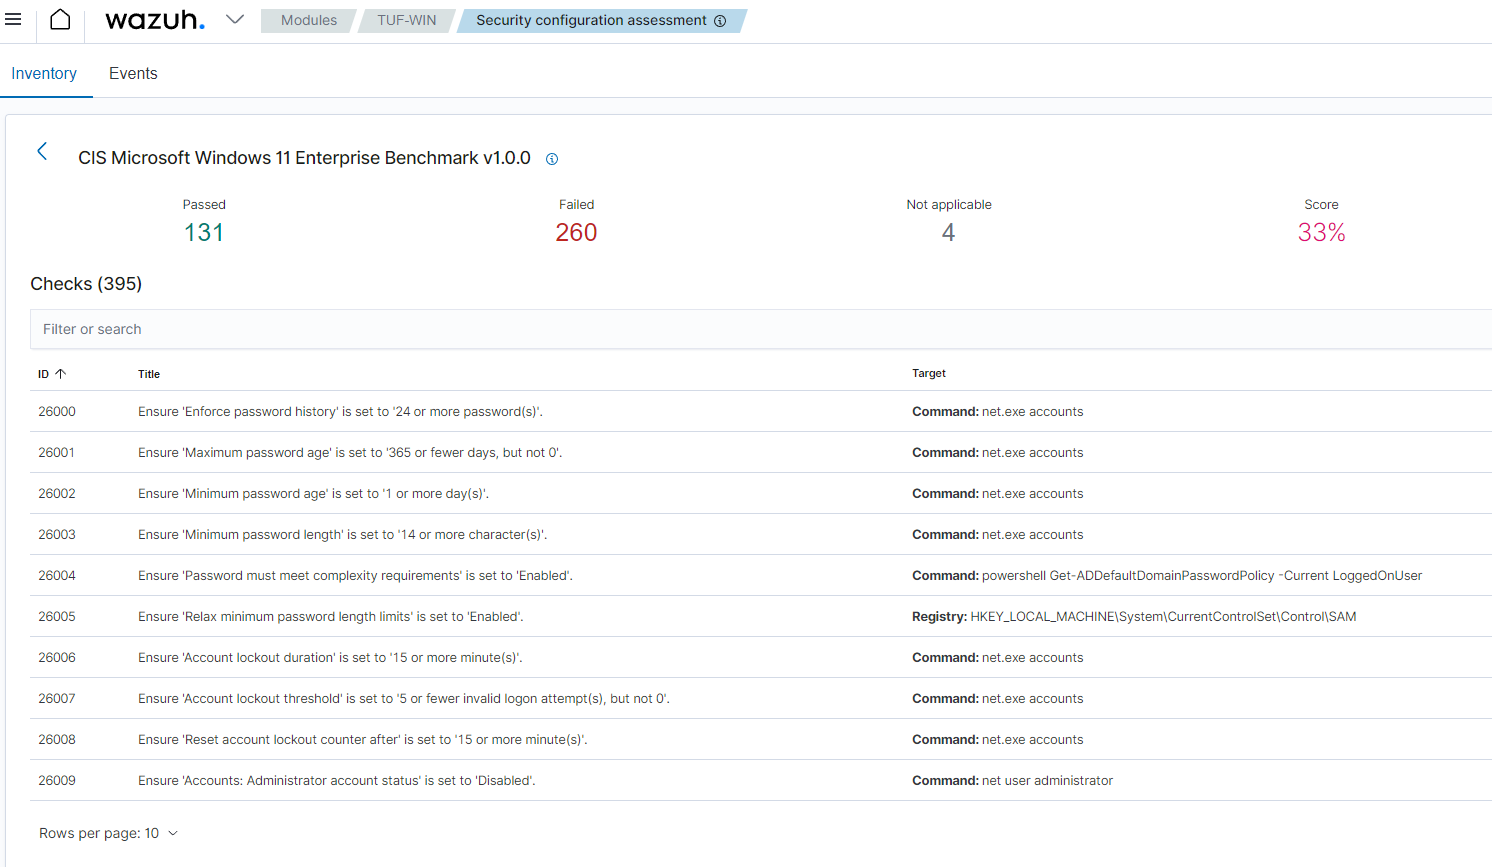 wazuh. Modules TUF-WIN Security configuration assessment
Inventory Events
CIS Microsoft Windows 11 Enterprise Benchmark v1.0.0
Passed Failed Not applicable Score
131 260 4 33%
Checks (395)
Filter or search
ID Title Target
26000 Ensure 'Enforce password history' is set to '24 or more password(s)'. Command: net.exe accounts
26001 Ensure 'Maximum password age' is set to '365 or fewer days, but not 0'. Command: net.exe accounts
26002 Ensure 'Minimum password age' is set to '1 or more day(s)'. Command: net.exe accounts
26003 Ensure 'Minimum password length' is set to '14 or more character(s)'. Command: net.exe accounts
26004 Ensure 'Password must meet complexity requirements' is set to 'Enabled'. Command: powershell Get-ADDefaultDomainPasswordPolicy -Current LoggedOnUser
26005 Ensure 'Relax minimum password length limits' is set to 'Enabled'. Registry: HKEY_LOCAL_MACHINE\System\CurrentControlSet\Control\SAM
26006 Ensure 'Account lockout duration' is set to '15 or more minute(s)'. Command: net.exe accounts
26007 Ensure 'Account lockout threshold' is set to '5 or fewer invalid logon attempt(s), but not 0'. Command: net.exe accounts
26008 Ensure 'Reset account lockout counter after' is set to '15 or more minute(s)'. Command: net.exe accounts
26009 Ensure 'Accounts: Administrator account status' is set to 'Disabled'. Command: net user administrator
Rows per page: 10